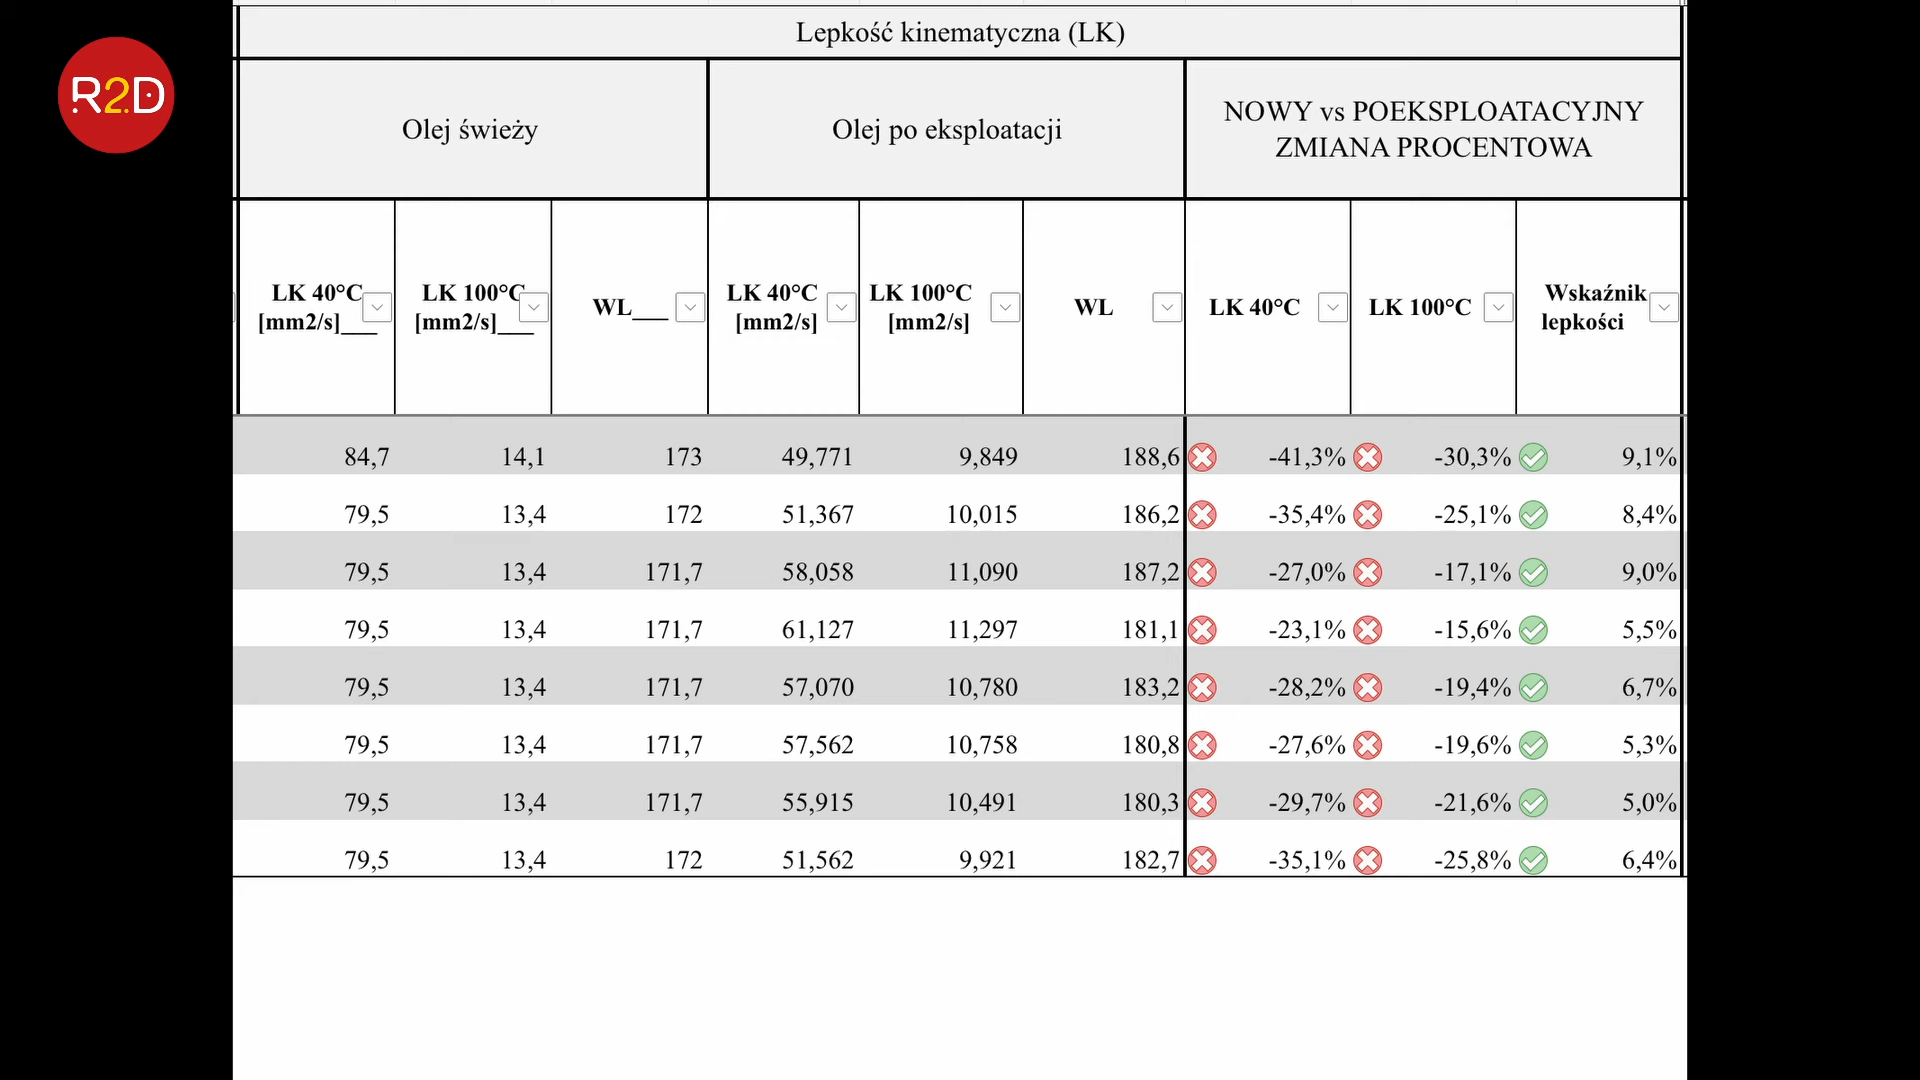 R2D
Lepkość kinematyczna (LK)
Olej świeży
Olej po eksploatacji
NOWY vs POEKSPLOATACYJNY
ZMIANA PROCENTOWA
LK 40°C
[mm2/s]___
LK 100°C
[mm2/s]___
WL___
LK 40°C
[mm2/s]
LK 100°C
[mm2/s]
WL
LK 40°C
LK 100°C
Wskaźnik
lepkości
84,7 14,1 173 49,771 9,849 188,6 -41,3% -30,3% 9,1%
79,5 13,4 172 51,367 10,015 186,2 -35,4% -25,1% 8,4%
79,5 13,4 171,7 58,058 11,090 187,2 -27,0% -17,1% 9,0%
79,5 13,4 171,7 61,127 11,297 181,1 -23,1% -15,6% 5,5%
79,5 13,4 171,7 57,070 10,780 183,2 -28,2% -19,4% 6,7%
79,5 13,4 171,7 57,562 10,758 180,8 -27,6% -19,6% 5,3%
79,5 13,4 171,7 55,915 10,491 180,3 -29,7% -21,6% 5,0%
79,5 13,4 172 51,562 9,921 182,7 -35,1% -25,8% 6,4%